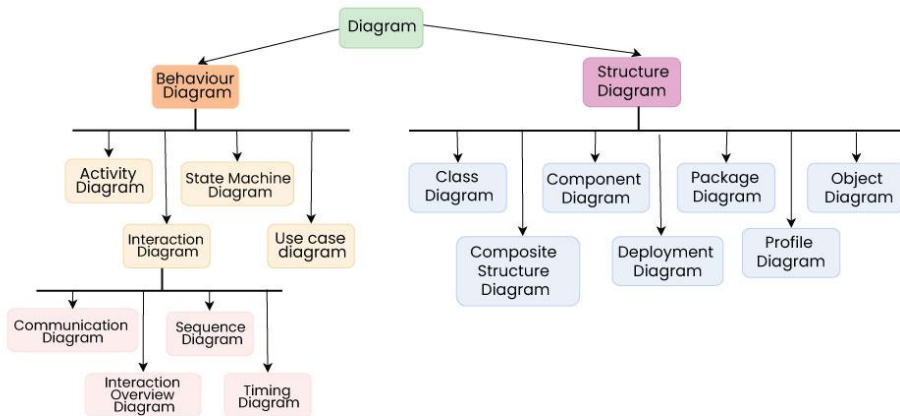 Diagram
Behaviour
Diagram
Structure
Diagram
Activity
Diagram
State Machine
Diagram
Interaction
Diagram
Use case
diagram
Class
Diagram
Component
Diagram
Package
Diagram
Object
Diagram
Composite
Structure
Diagram
Deployment
Diagram
Profile
Diagram
Communication
Diagram
Sequence
Diagram
Interaction
Overview
Diagram
Timing
Diagram